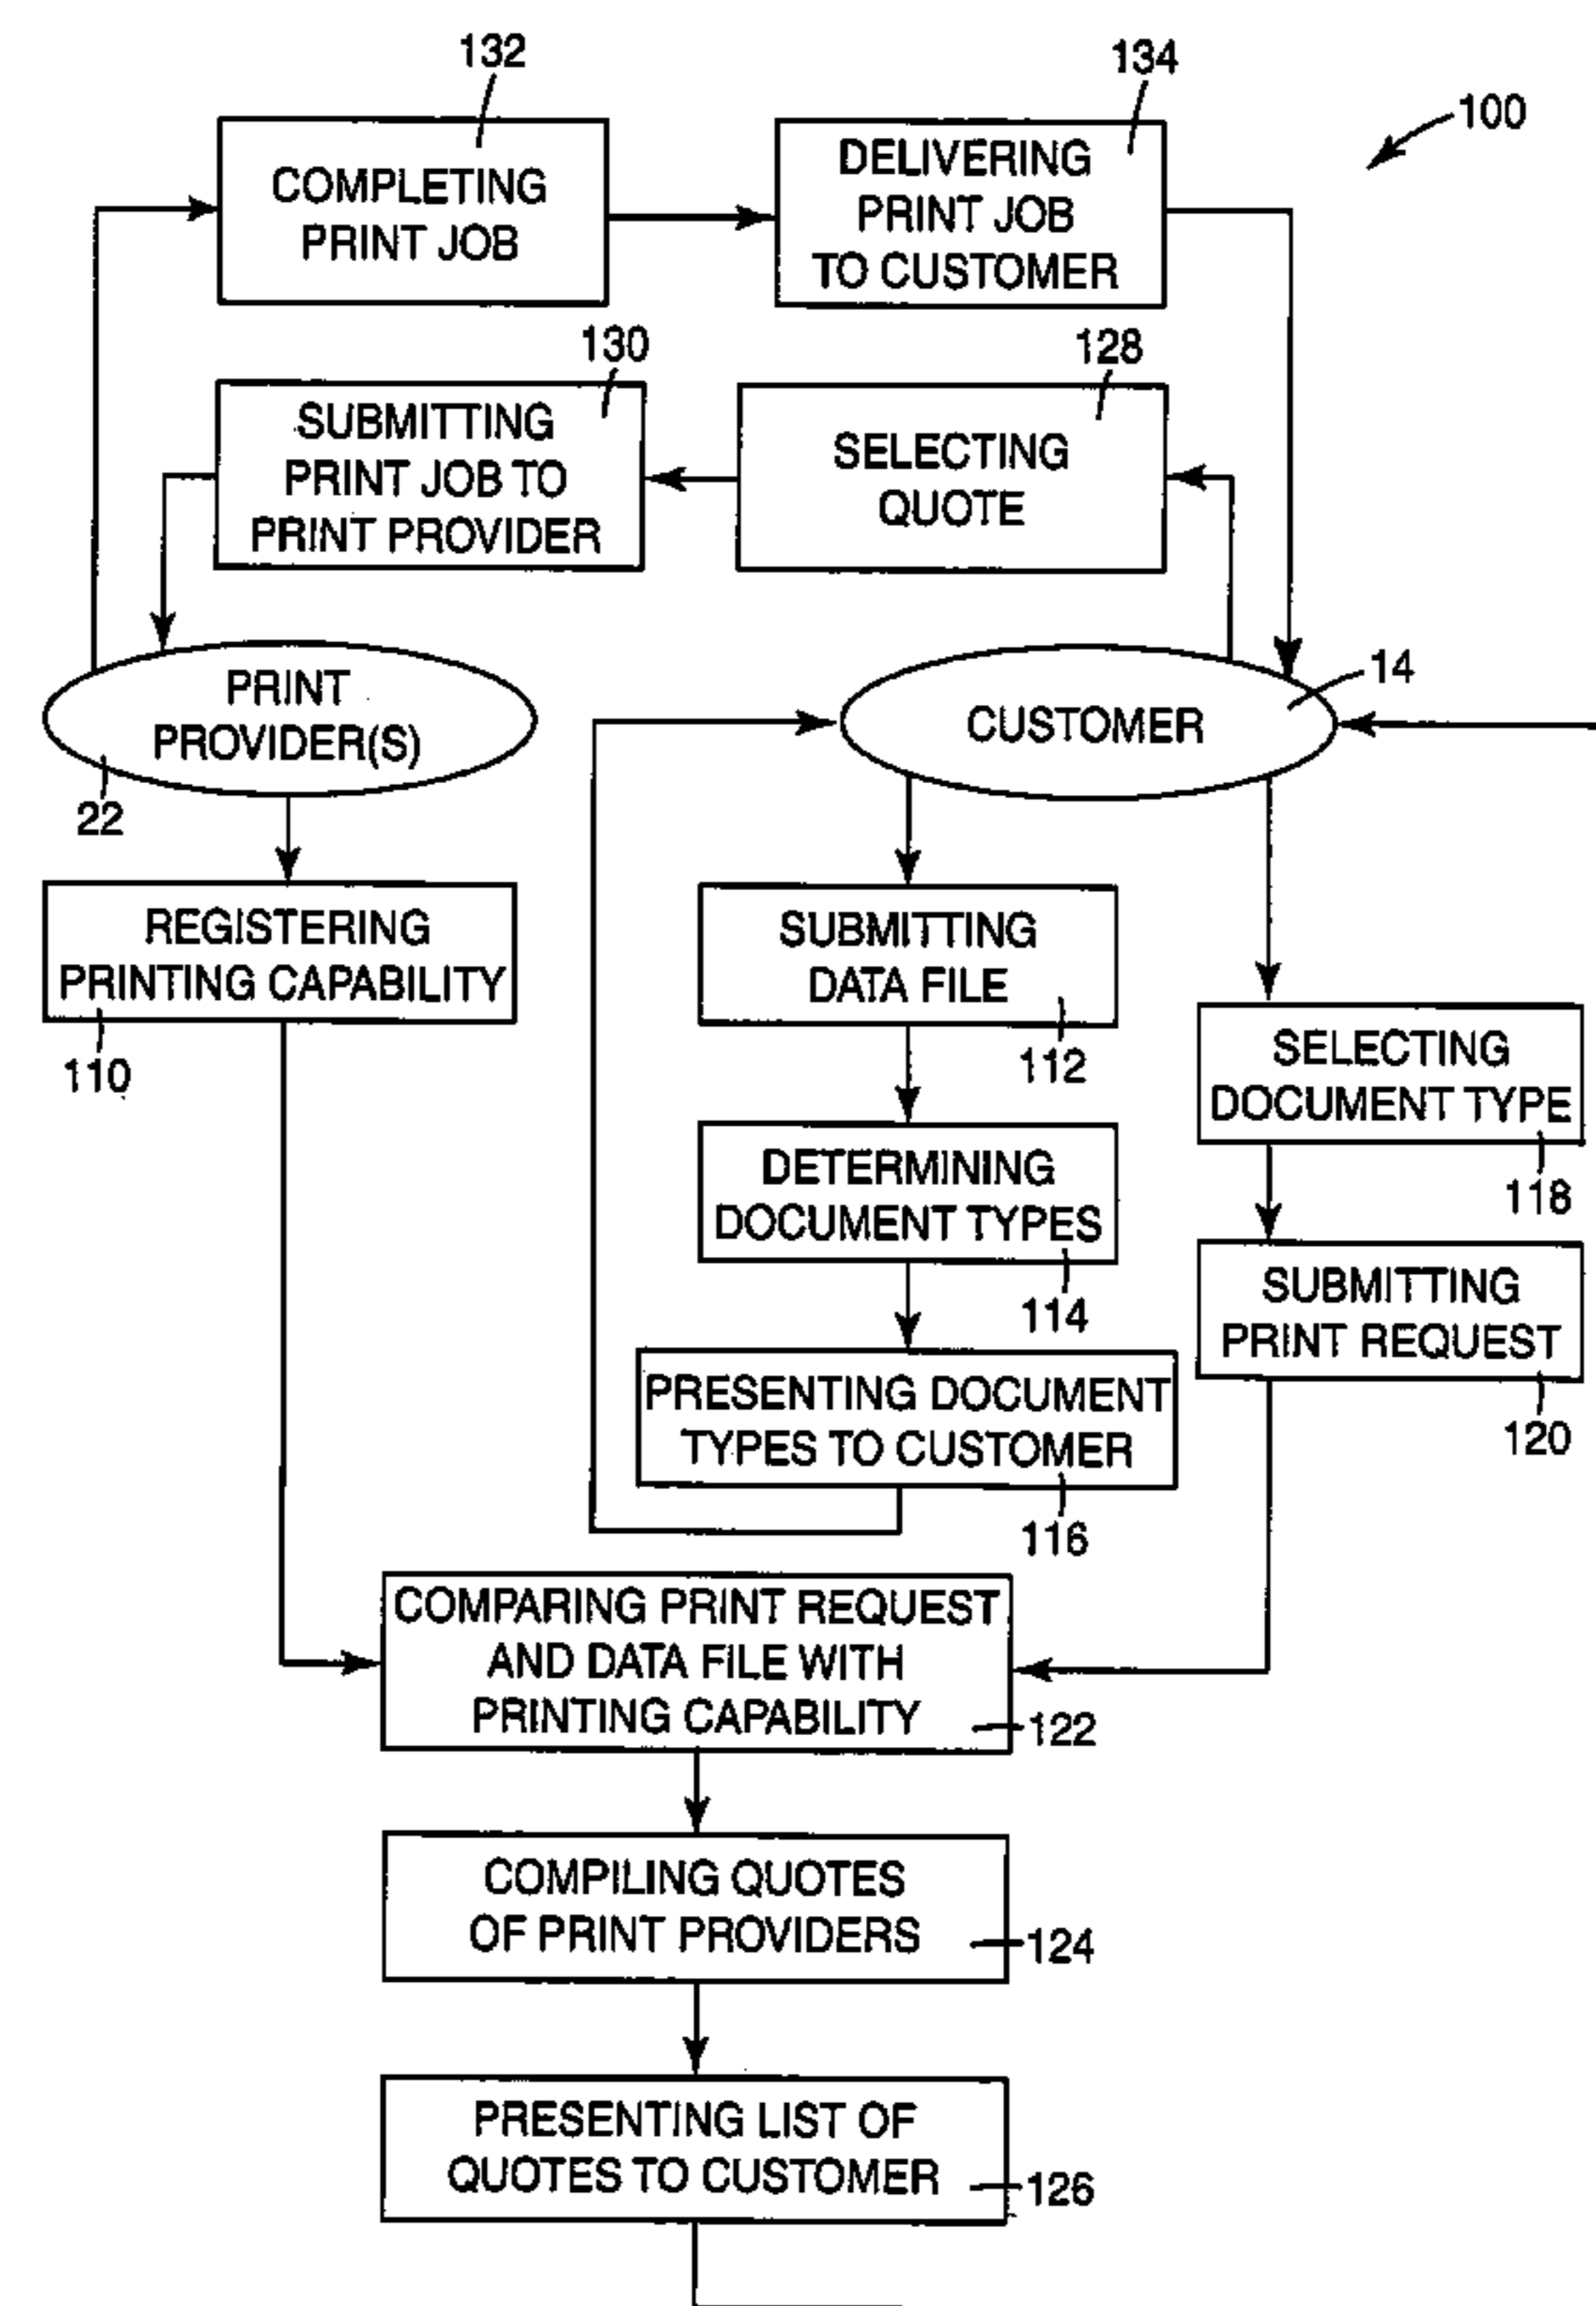 132
134
100
COMPLETING
PRINT JOB
DELIVERING
PRINT JOB
TO CUSTOMER
130
128
SUBMITTING
PRINT JOB TO
PRINT PROVIDER
SELECTING
QUOTE
PRINT
PROVIDER(S)
22
CUSTOMER
14
REGISTERING
PRINTING CAPABILITY
110
SUBMITTING
DATA FILE
112
SELECTING
DOCUMENT TYPE
118
DETERMINING
DOCUMENT TYPES
114
SUBMITTING
PRINT REQUEST
120
PRESENTING DOCUMENT
TYPES TO CUSTOMER
116
COMPARING PRINT REQUEST
AND DATA FILE WITH
PRINTING CAPABILITY
122
COMPILING QUOTES
OF PRINT PROVIDERS
124
PRESENTING LIST OF
QUOTES TO CUSTOMER
126